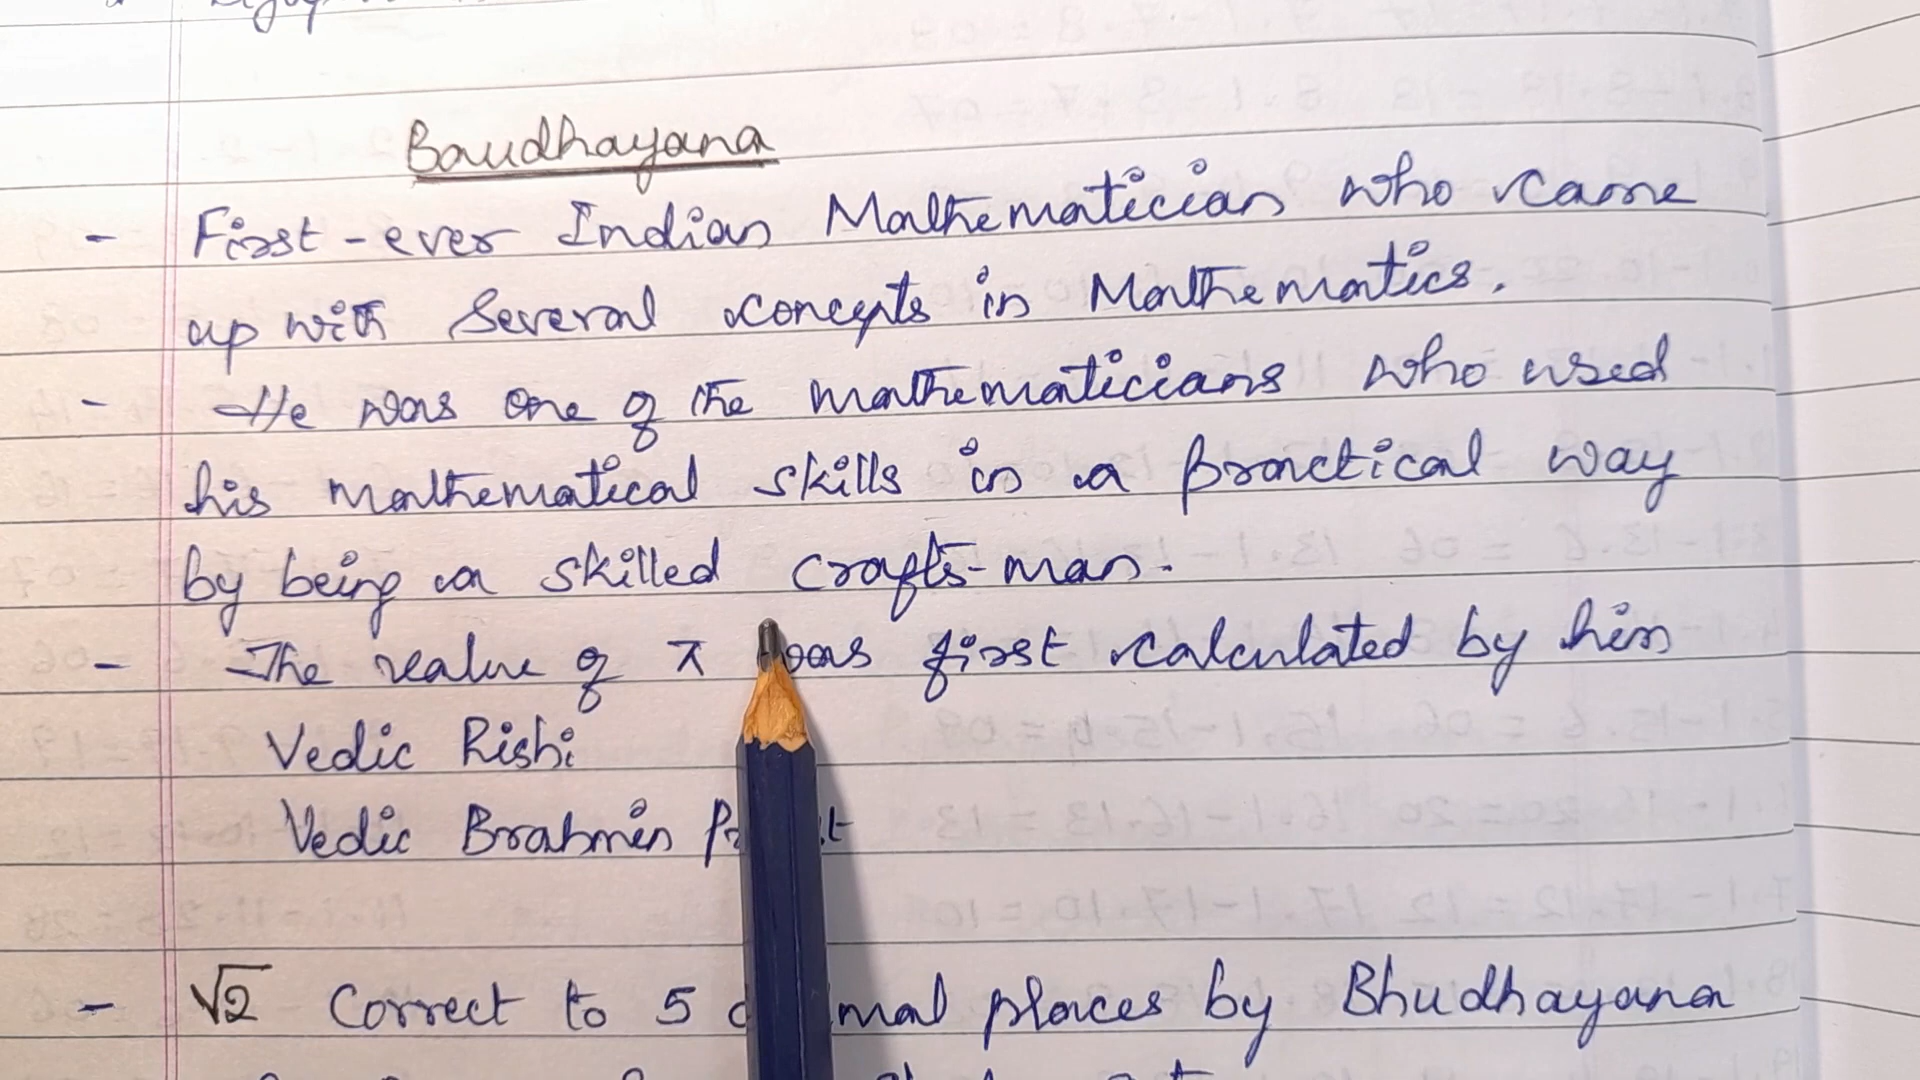 Baudhayana
- First-ever Indian Mathematician who came
up with several concepts in Mathematics.
- He was one of the mathematicians who used
his mathematical skills in a practical way
by being a skilled crafts-man.
- The value of π was first calculated by him
Vedic Rishi
Vedic Brahmin
- √2 Correct to 5 places by Bhudhayana